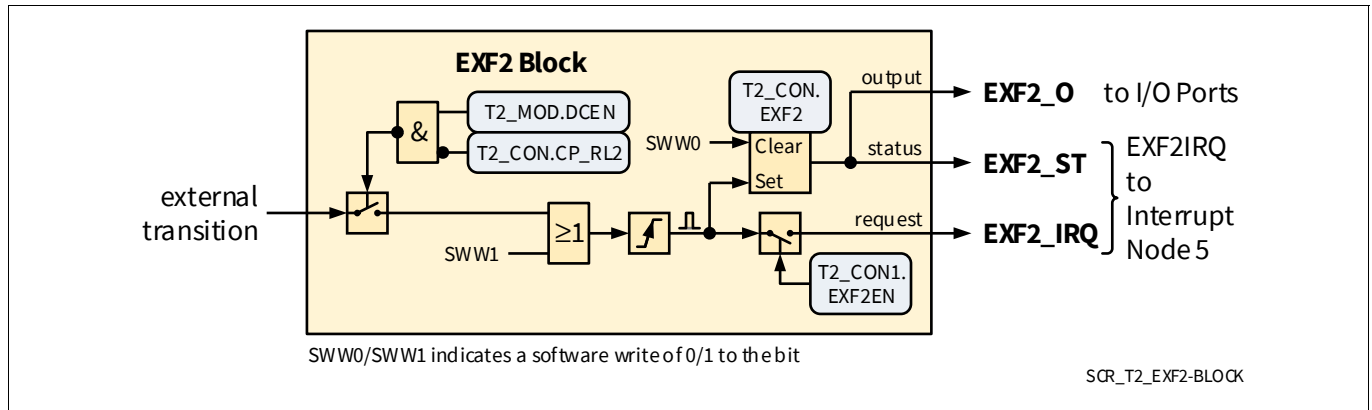 EXF2 Block
T2_MOD.DCEN
&
T2_CON.CP_RL2
T2_CON.
EXF2
SWW0
Clear
Set
output
EXF2_O to I/O Ports
status
EXF2_ST
request
EXF2_IRQ
EXF2IRQ
to
Interrupt
Node 5
external
transition
≥1
SWW1
T2_CON1.
EXF2EN
SWW0/SWW1 indicates a software write of 0/1 to the bit
SCR_T2_EXF2-BLOCK